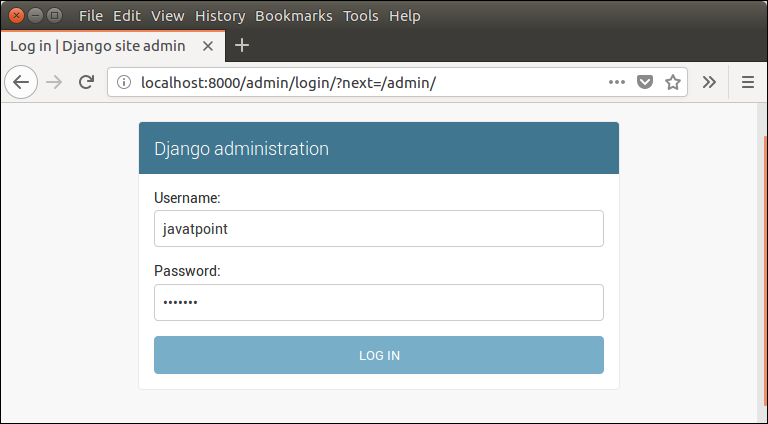 File Edit View History Bookmarks Tools Help
Log in | Django site admin
localhost:8000/admin/login/?next=/admin/
Django administration
Username:
javatpoint
Password:
•••••••
LOG IN